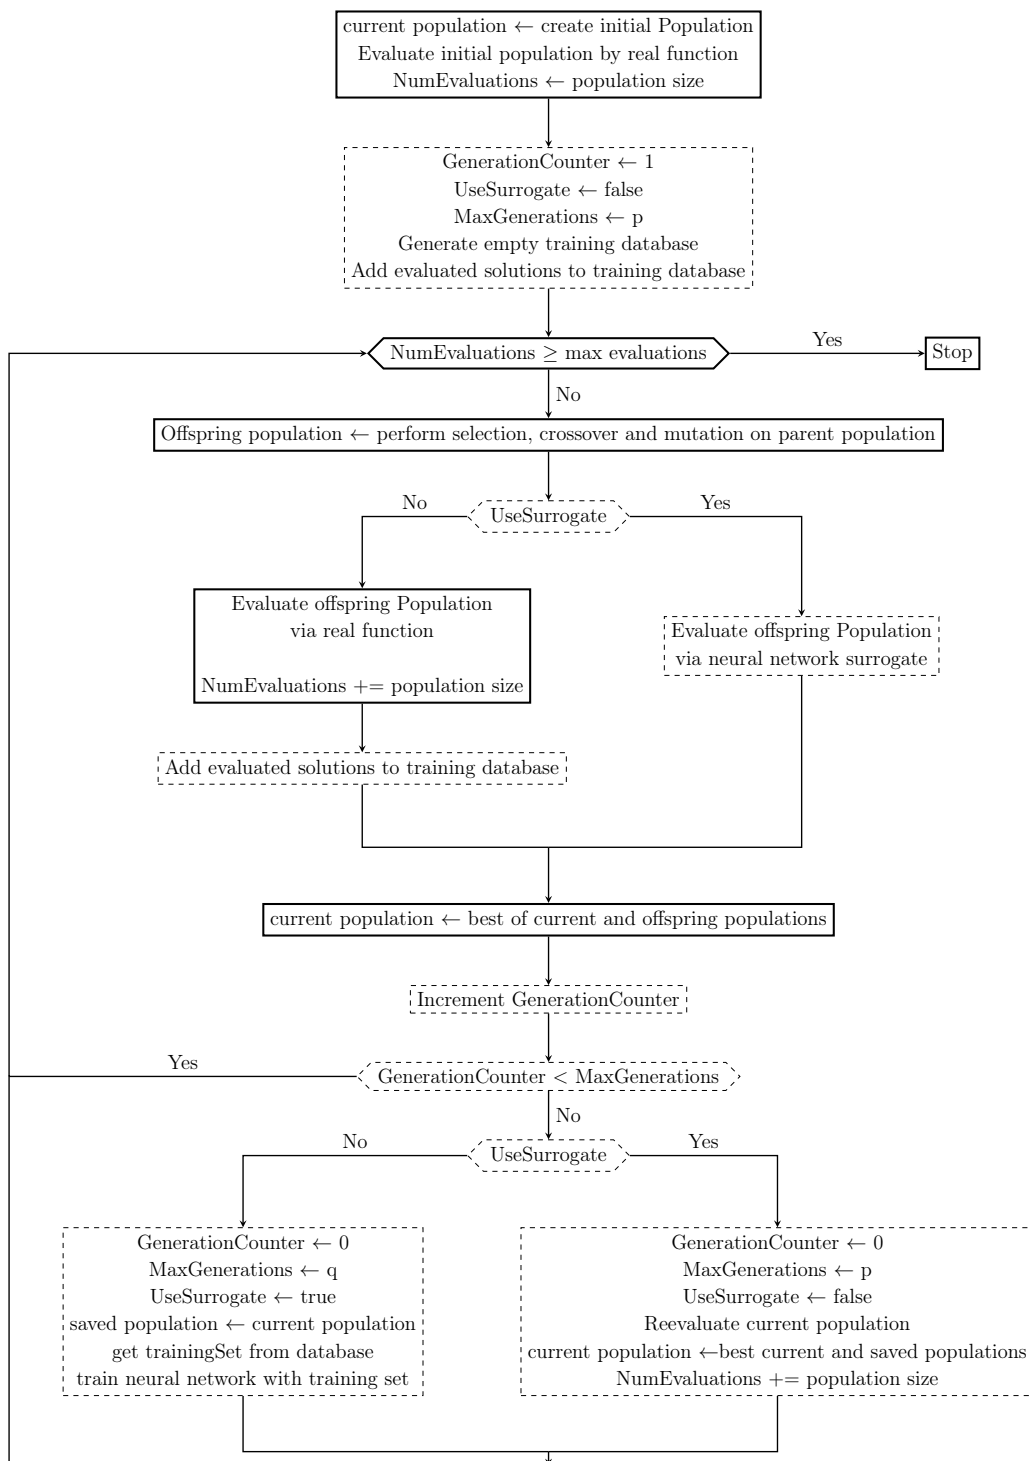 current population ← create initial Population
Evaluate initial population by real function
NumEvaluations ← population size
GenerationCounter ← 1
UseSurrogate ← false
MaxGenerations ← p
Generate empty training database
Add evaluated solutions to training database
NumEvaluations ≥ max evaluations
Yes
Stop
No
Offspring population ← perform selection, crossover and mutation on parent population
No
UseSurrogate
Yes
Evaluate offspring Population
via real function
NumEvaluations += population size
Evaluate offspring Population
via neural network surrogate
Add evaluated solutions to training database
current population ← best of current and offspring populations
Increment GenerationCounter
Yes
GenerationCounter < MaxGenerations
No
No
UseSurrogate
Yes
GenerationCounter ← 0
MaxGenerations ← q
UseSurrogate ← true
saved population ← current population
get trainingSet from database
train neural network with training set
GenerationCounter ← 0
MaxGenerations ← p
UseSurrogate ← false
Reevaluate current population
current population ←best current and saved populations
NumEvaluations += population size